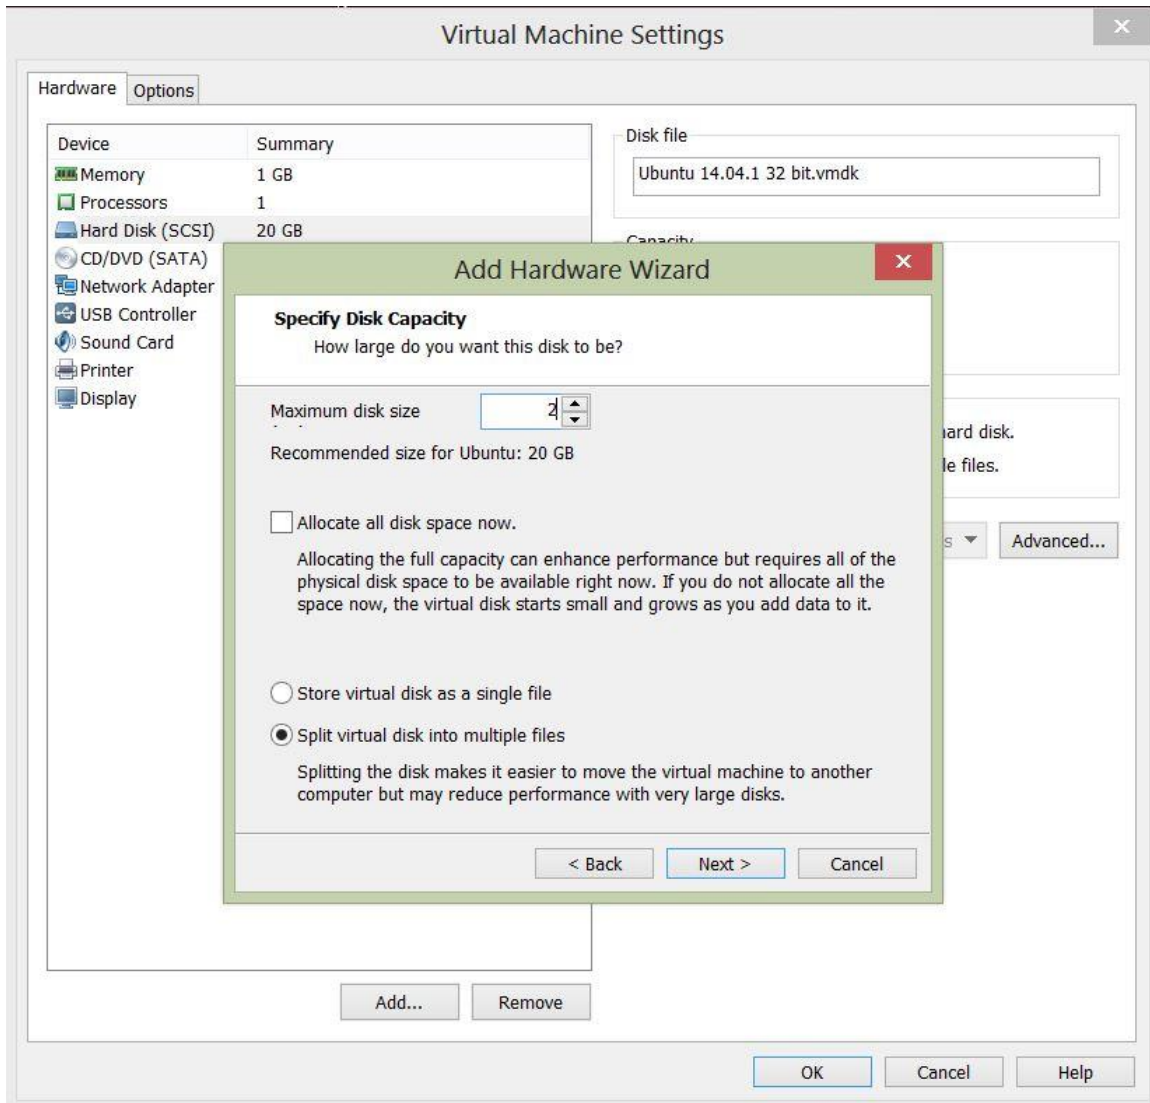 Virtual Machine Settings
Hardware Options
Device Summary
Memory 1 GB
Processors 1
Hard Disk (SCSI) 20 GB
CD/DVD (SATA)
Network Adapter
USB Controller
Sound Card
Printer
Display
Disk file
Ubuntu 14.04.1 32 bit.vmdk
Capacity
hard disk.
files.
Advanced...
Add Hardware Wizard
Specify Disk Capacity
How large do you want this disk to be?
Maximum disk size 2
Recommended size for Ubuntu: 20 GB
Allocate all disk space now.
Allocating the full capacity can enhance performance but requires all of the
physical disk space to be available right now. If you do not allocate all the
space now, the virtual disk starts small and grows as you add data to it.
Store virtual disk as a single file
Split virtual disk into multiple files
Splitting the disk makes it easier to move the virtual machine to another
computer but may reduce performance with very large disks.
< Back Next > Cancel
Add... Remove
OK Cancel Help